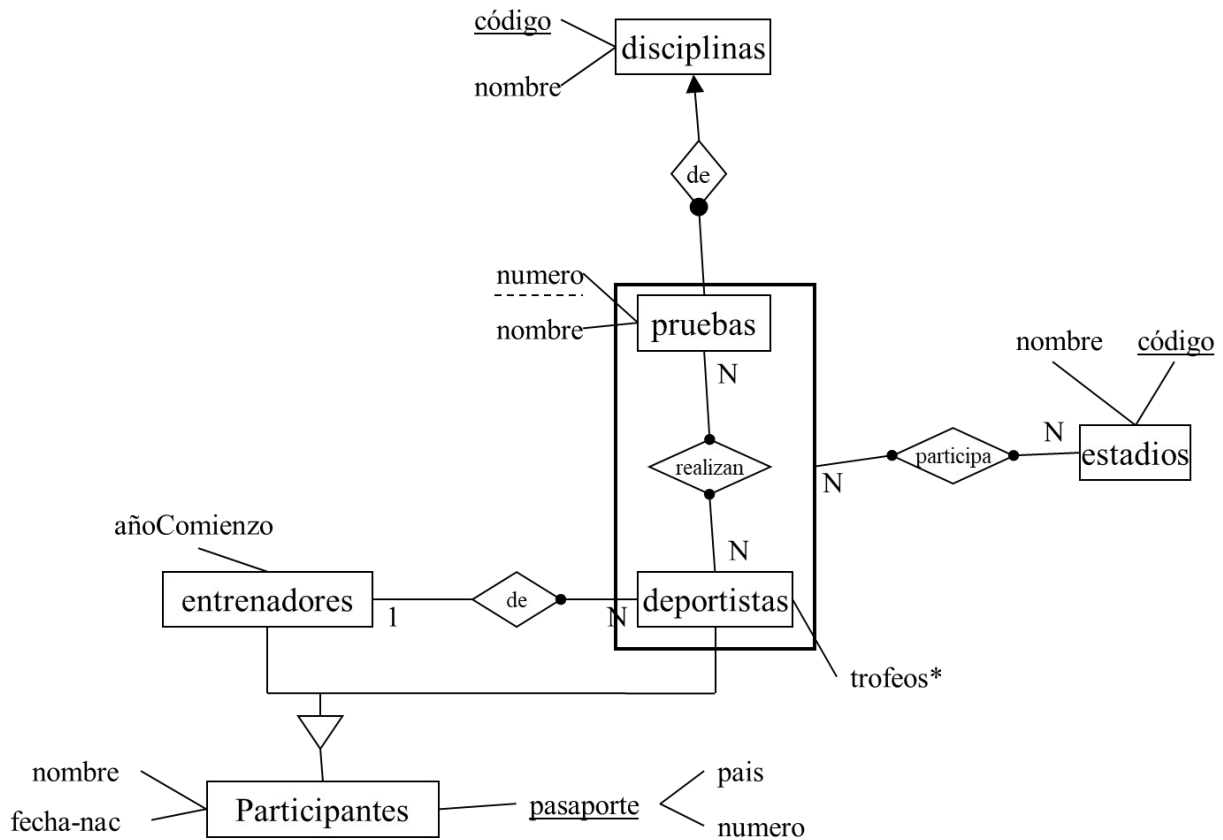 código
disciplinas
nombre
de
numero
nombre
pruebas
N
nombre
código
realizan
participa
N
N
estadios
N
añoComienzo
entrenadores
1
de
N
deportistas
trofeos*
nombre
fecha-nac
Participantes
pasaporte
pais
numero